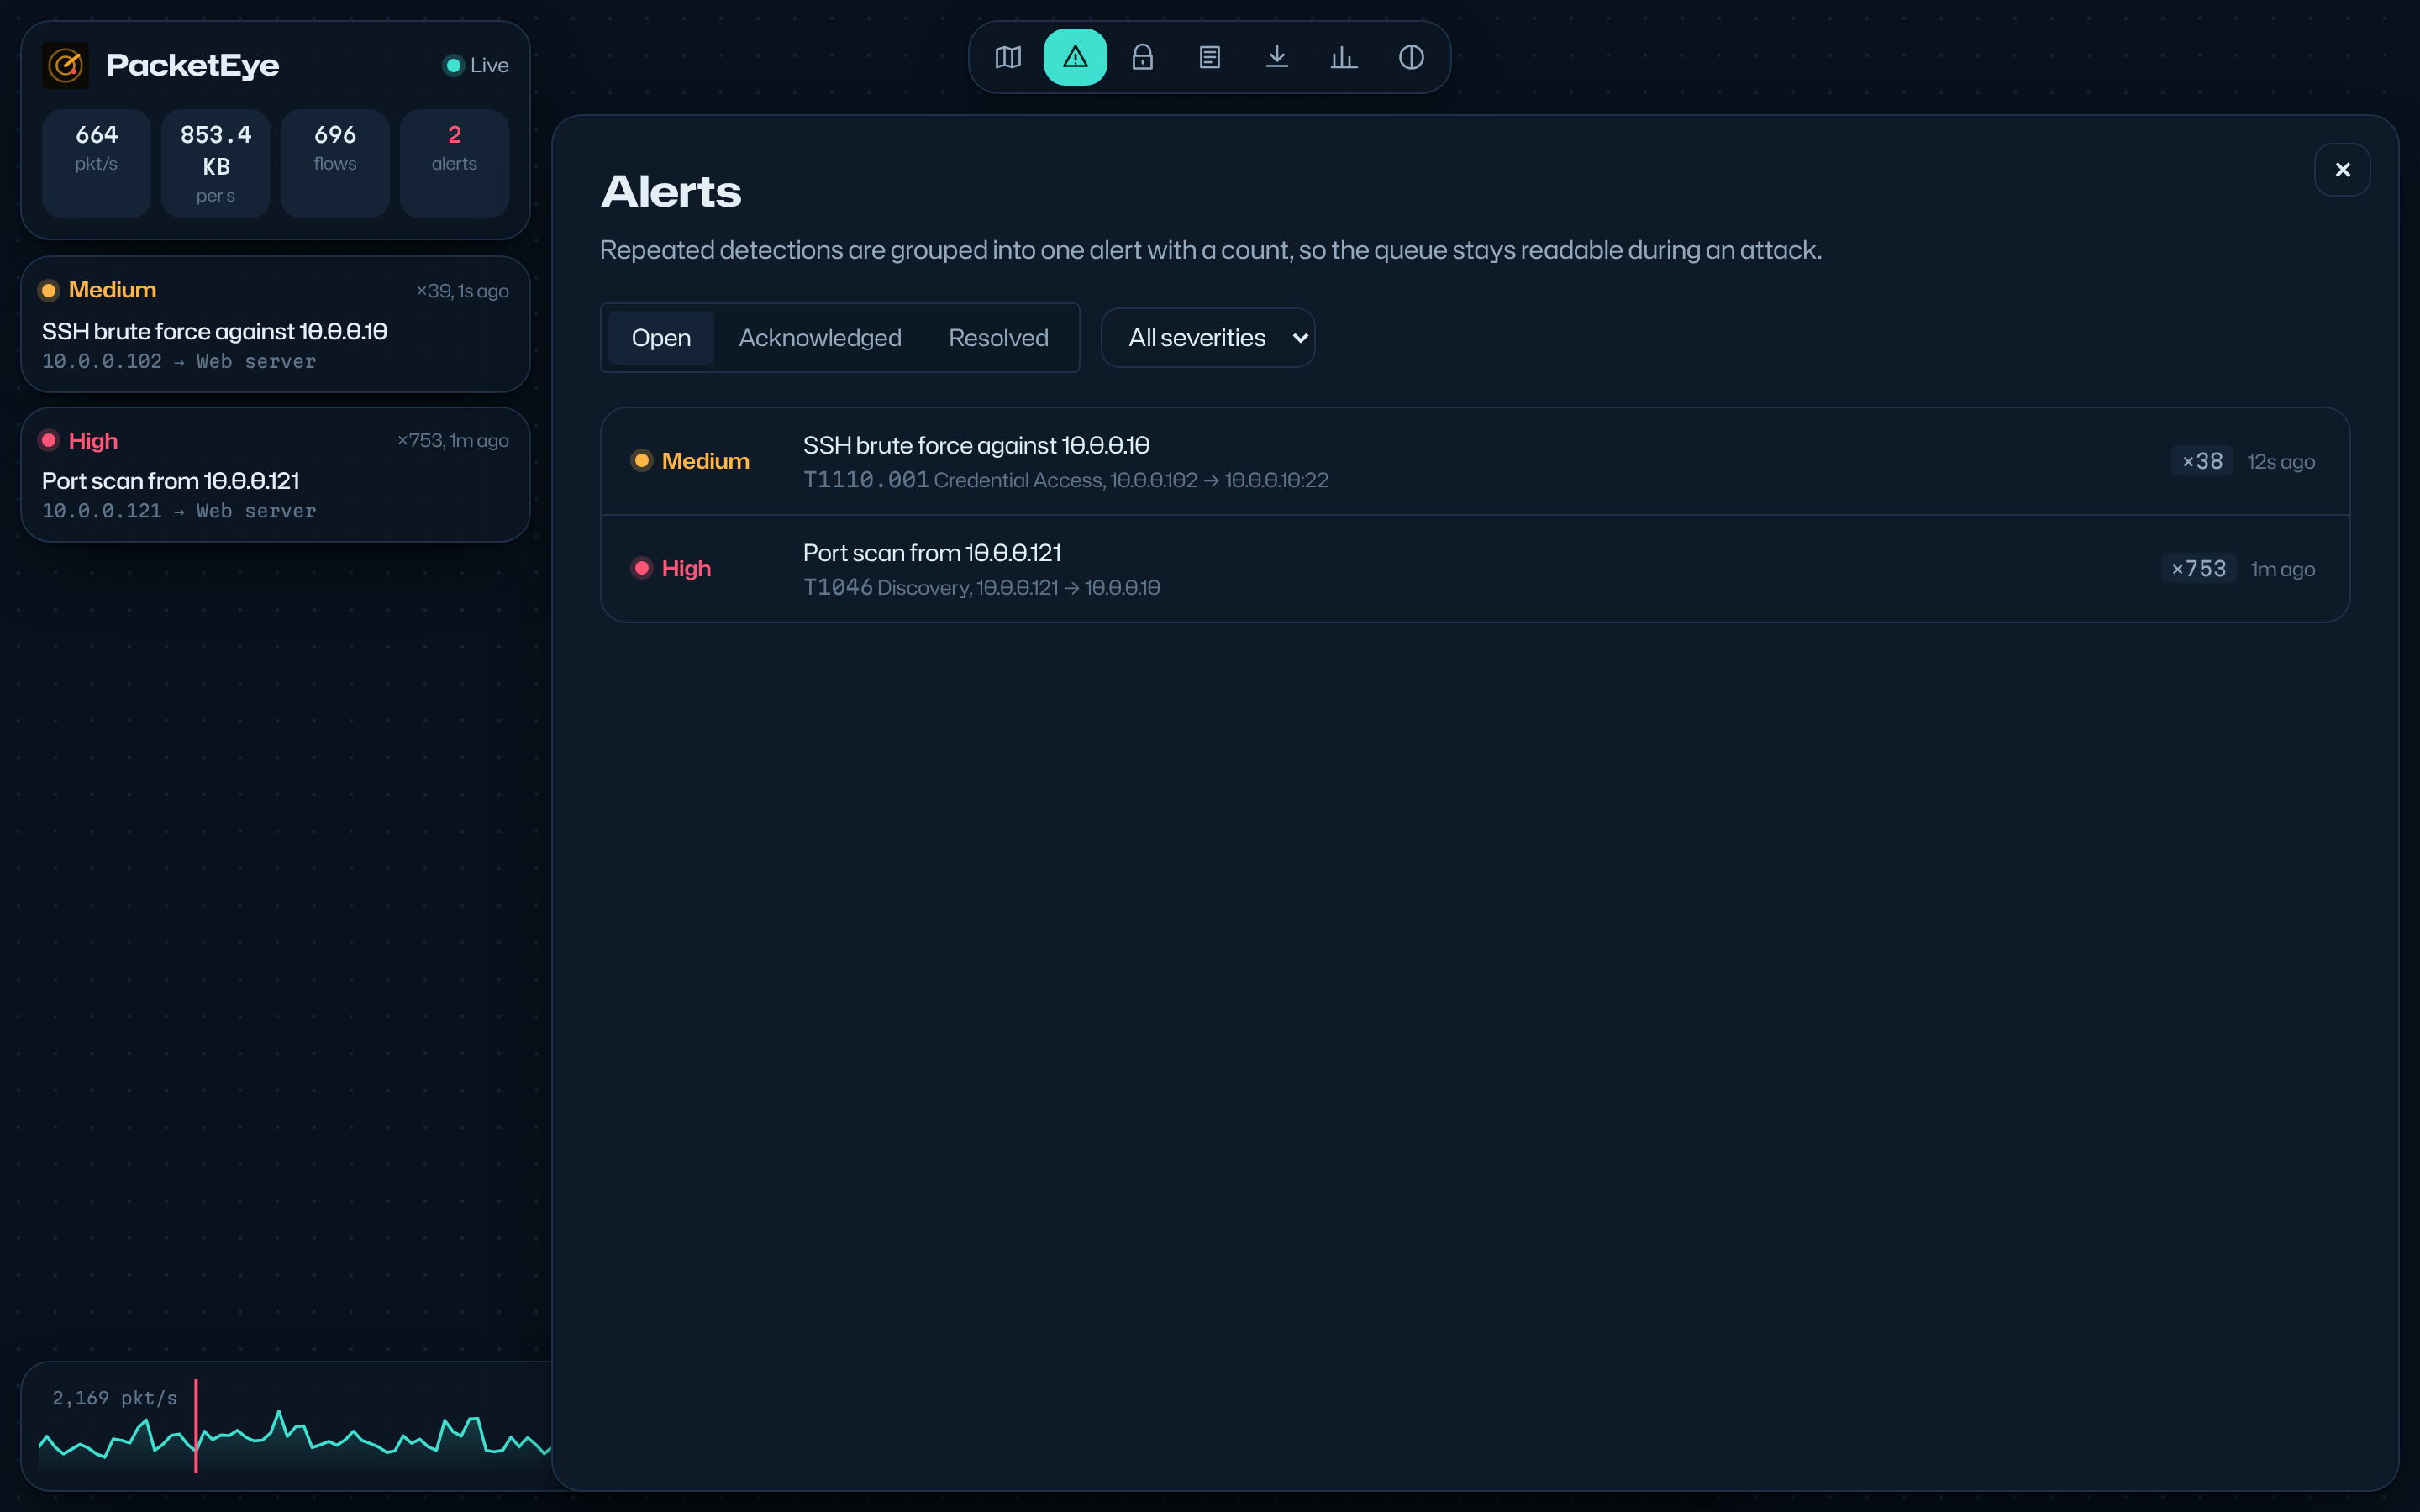 PacketEye
Live
664
pkt/s
853.4
KB
per s
696
flows
2
alerts
Medium
×39, 1s ago
SSH brute force against 10.0.0.10
10.0.0.102 → Web server
High
×753, 1m ago
Port scan from 10.0.0.121
10.0.0.121 → Web server
2,169 pkt/s
Alerts
Repeated detections are grouped into one alert with a count, so the queue stays readable during an attack.
Open
Acknowledged
Resolved
All severities
Medium
SSH brute force against 10.0.0.10
T1110.001 Credential Access, 10.0.0.102 → 10.0.0.10:22
×38
12s ago
High
Port scan from 10.0.0.121
T1046 Discovery, 10.0.0.121 → 10.0.0.10
×753
1m ago